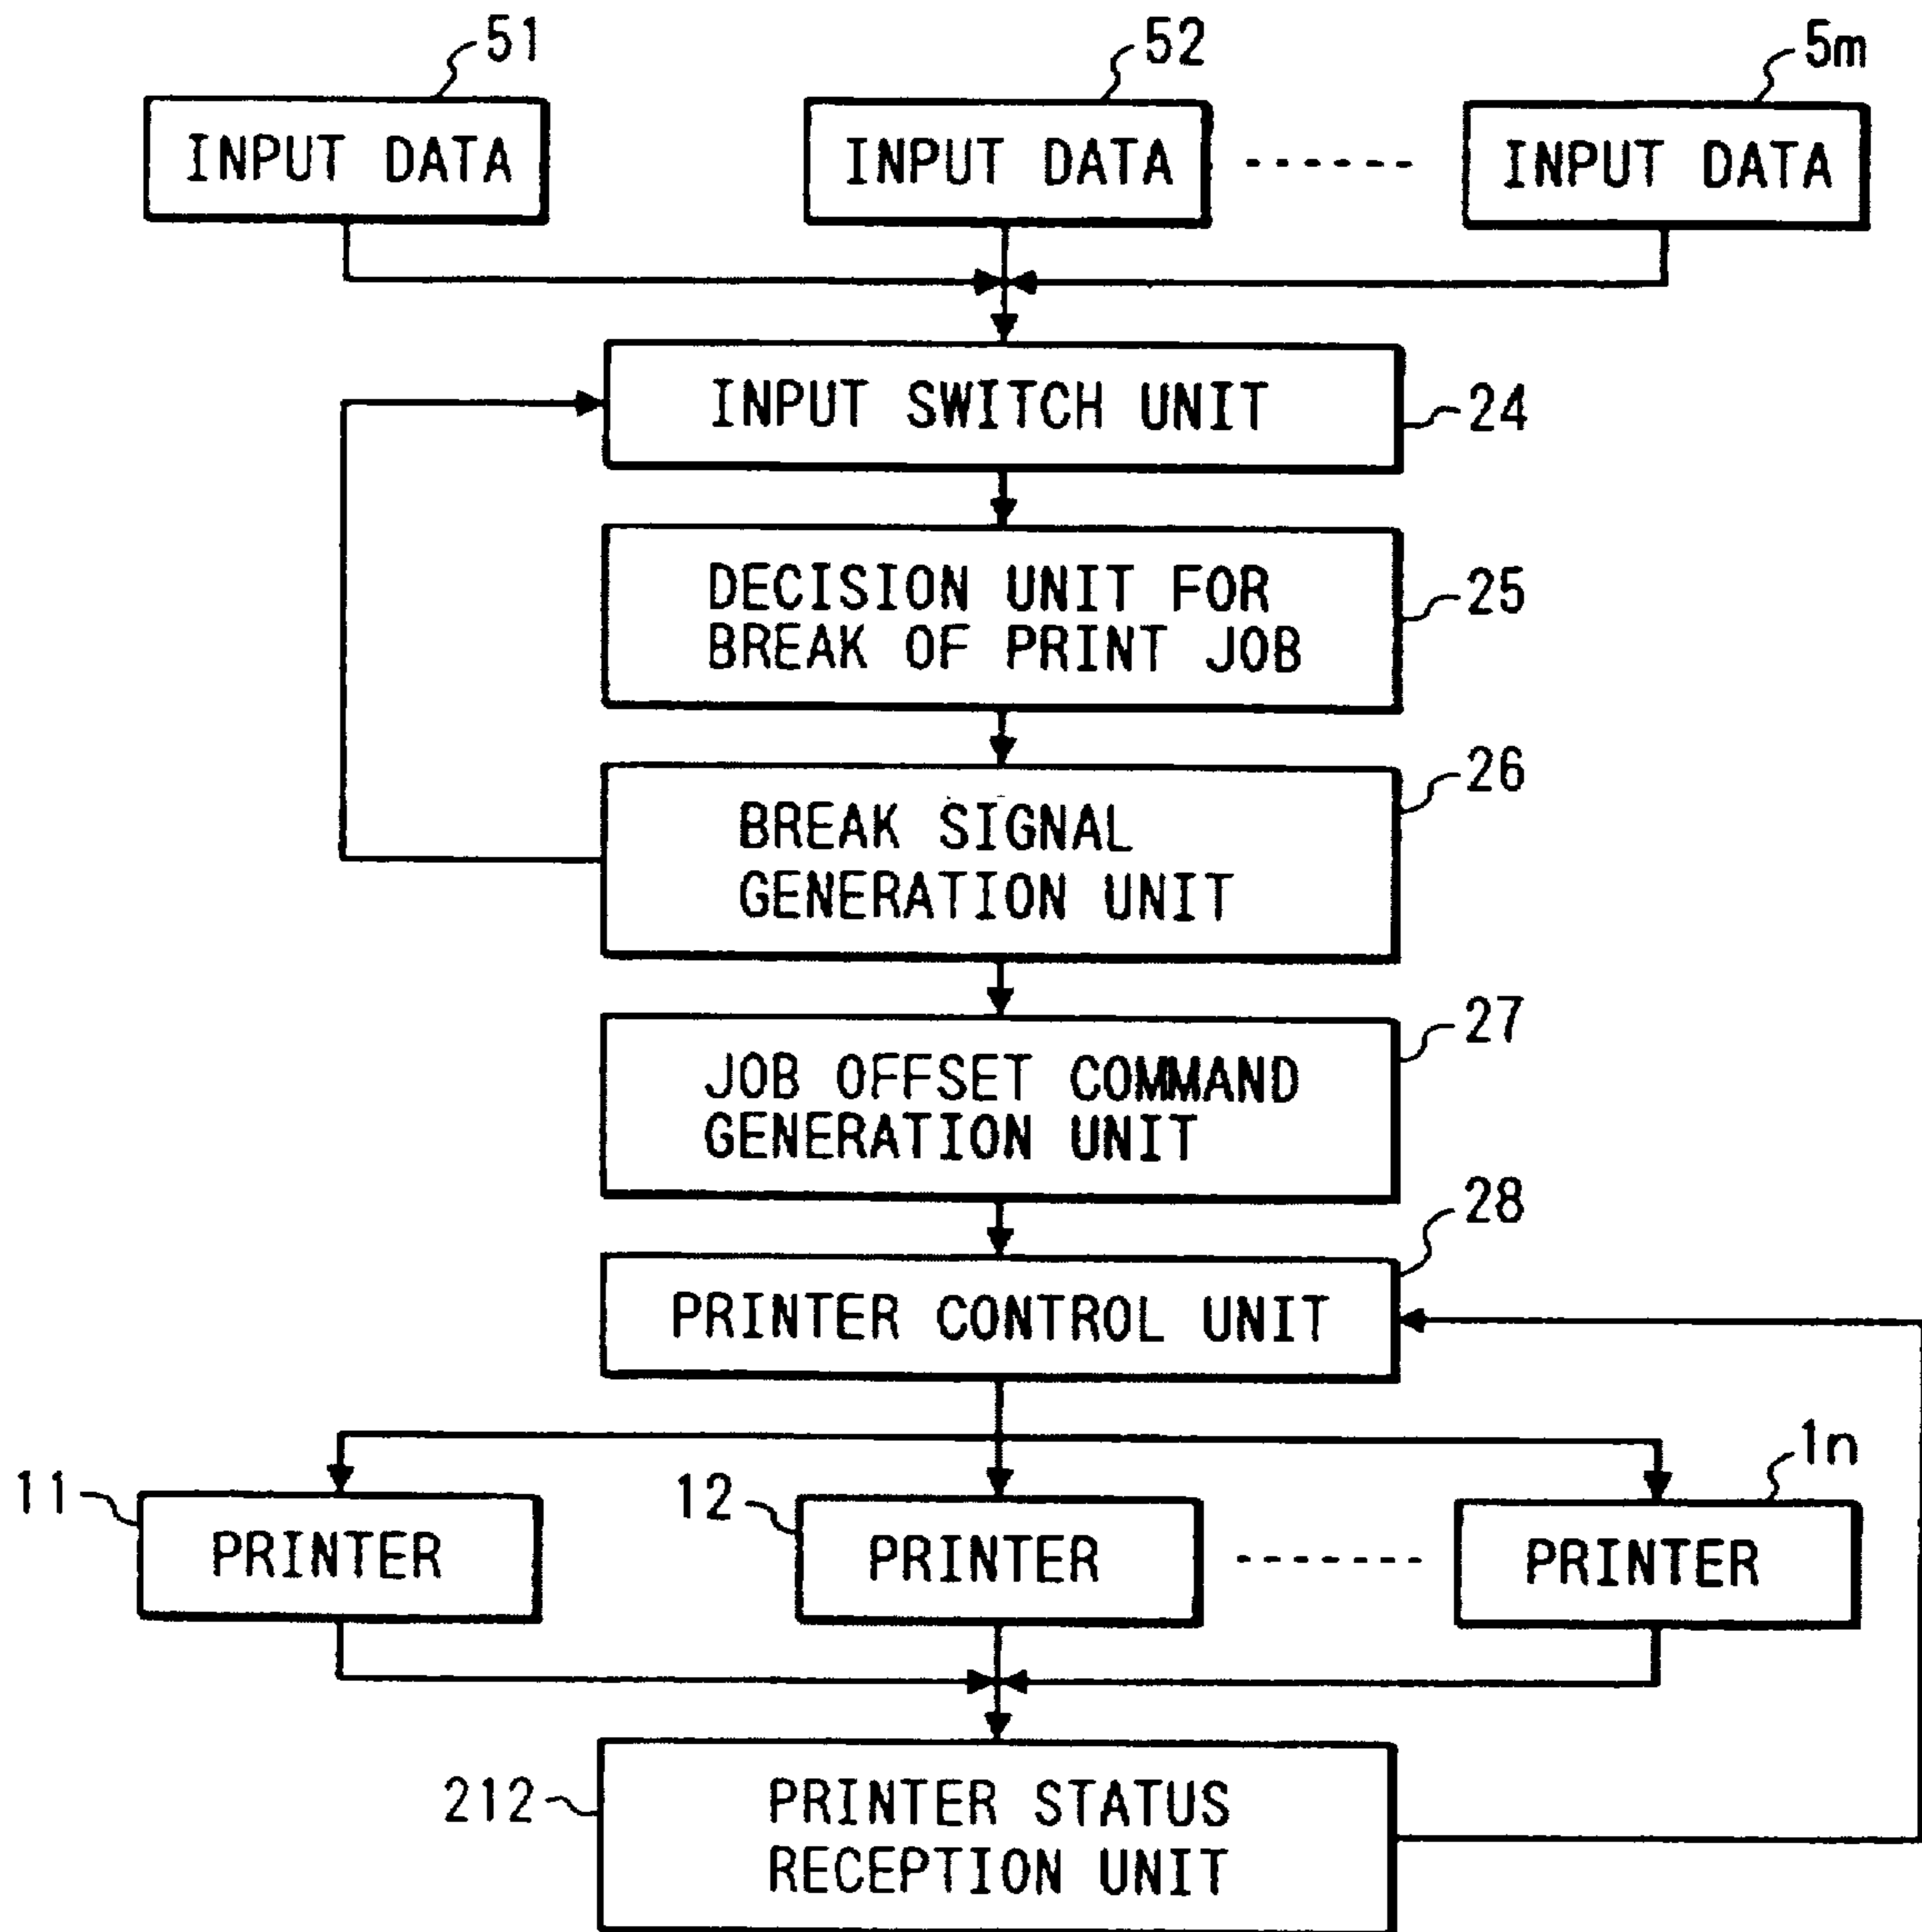 51
52
5m
INPUT DATA
INPUT DATA
INPUT DATA
INPUT SWITCH UNIT
24
DECISION UNIT FOR
BREAK OF PRINT JOB
25
26
BREAK SIGNAL
GENERATION UNIT
27
JOB OFFSET COMMAND
GENERATION UNIT
28
PRINTER CONTROL UNIT
11
12
1n
PRINTER
PRINTER
PRINTER
212
PRINTER STATUS
RECEPTION UNIT